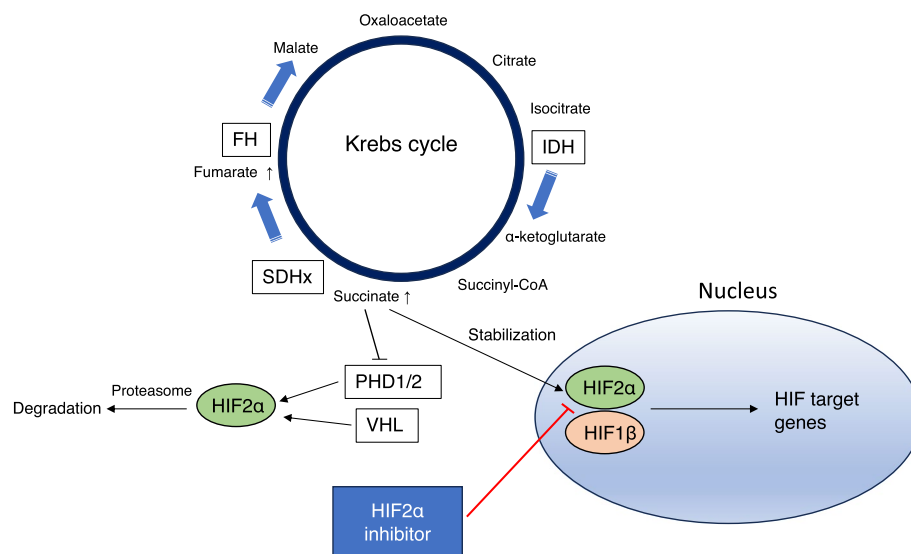 Oxaloacetate
Malate
Citrate
Isocitrate
FH
Krebs cycle
IDH
Fumarate ↑
α-ketoglutarate
SDHx
Succinyl-CoA
Succinate ↑
Nucleus
Stabilization
PHD1/2
HIF2α
Proteasome
Degradation
HIF2α
HIF target
genes
VHL
HIF1β
HIF2α
inhibitor